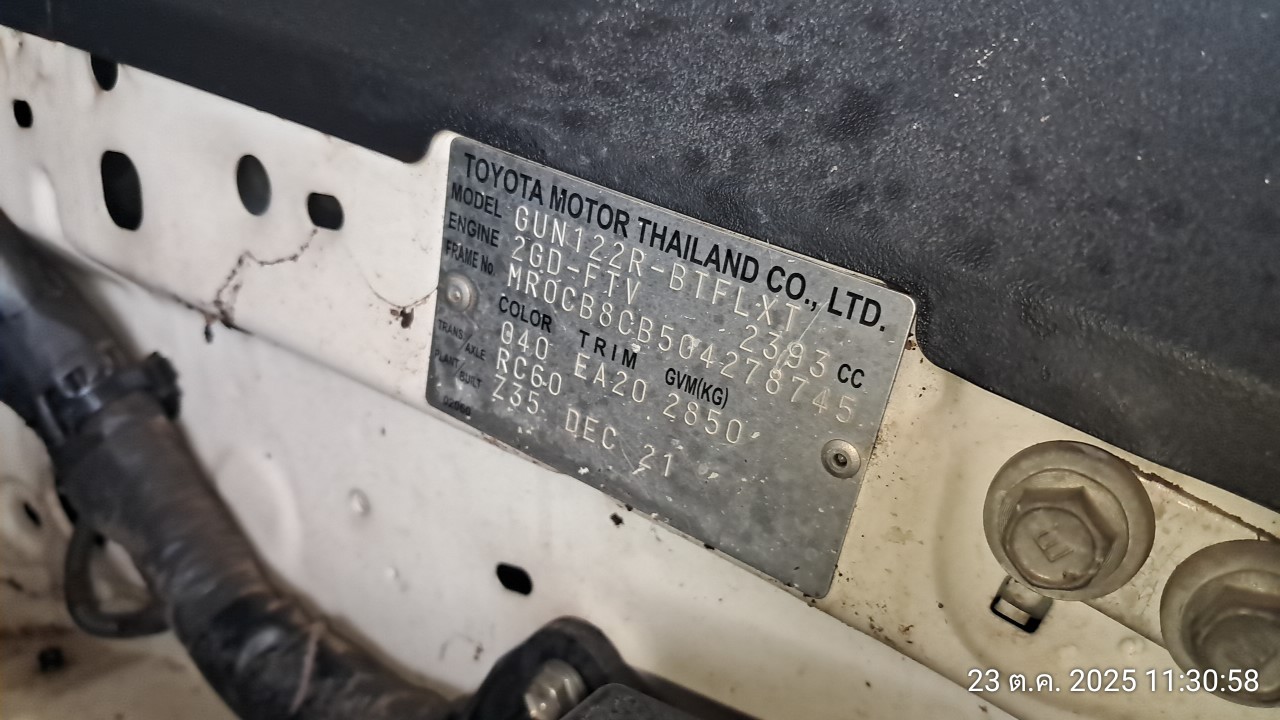 TOYOTA MOTOR THAILAND CO., LTD.
MODEL GUN122R-BTFLXT
ENGINE 2GD-FTV 2393 CC
FRAME No MR0CB8CB504278745
COLOR TRIM GVM(KG)
040 EA20 2850
TRANS/AXLE RC60
PLANT/BUILT Z35 DEC 21
02060
23 ต.ค. 2025 11:30:58